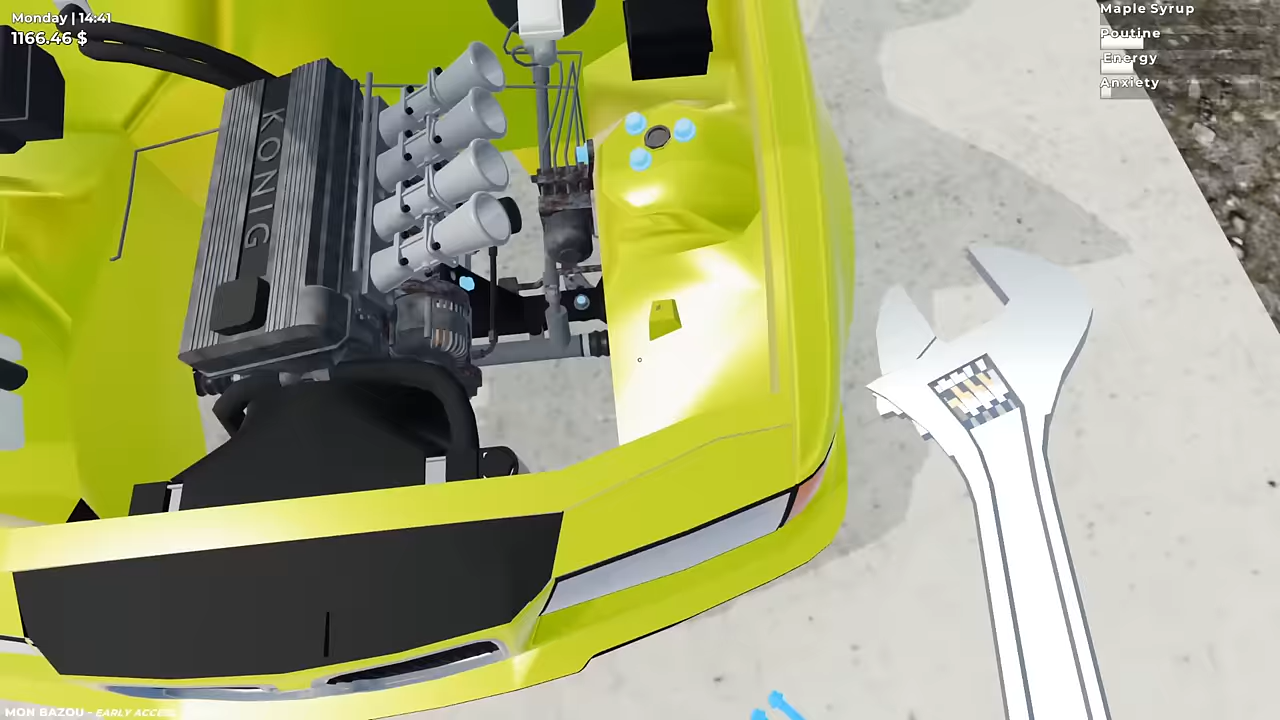 Monday | 14:41
1166.46 $
Maple Syrup
Poutine
Energy
Anxiety
KONIG
MON BAZOU - EARLY ACCESS